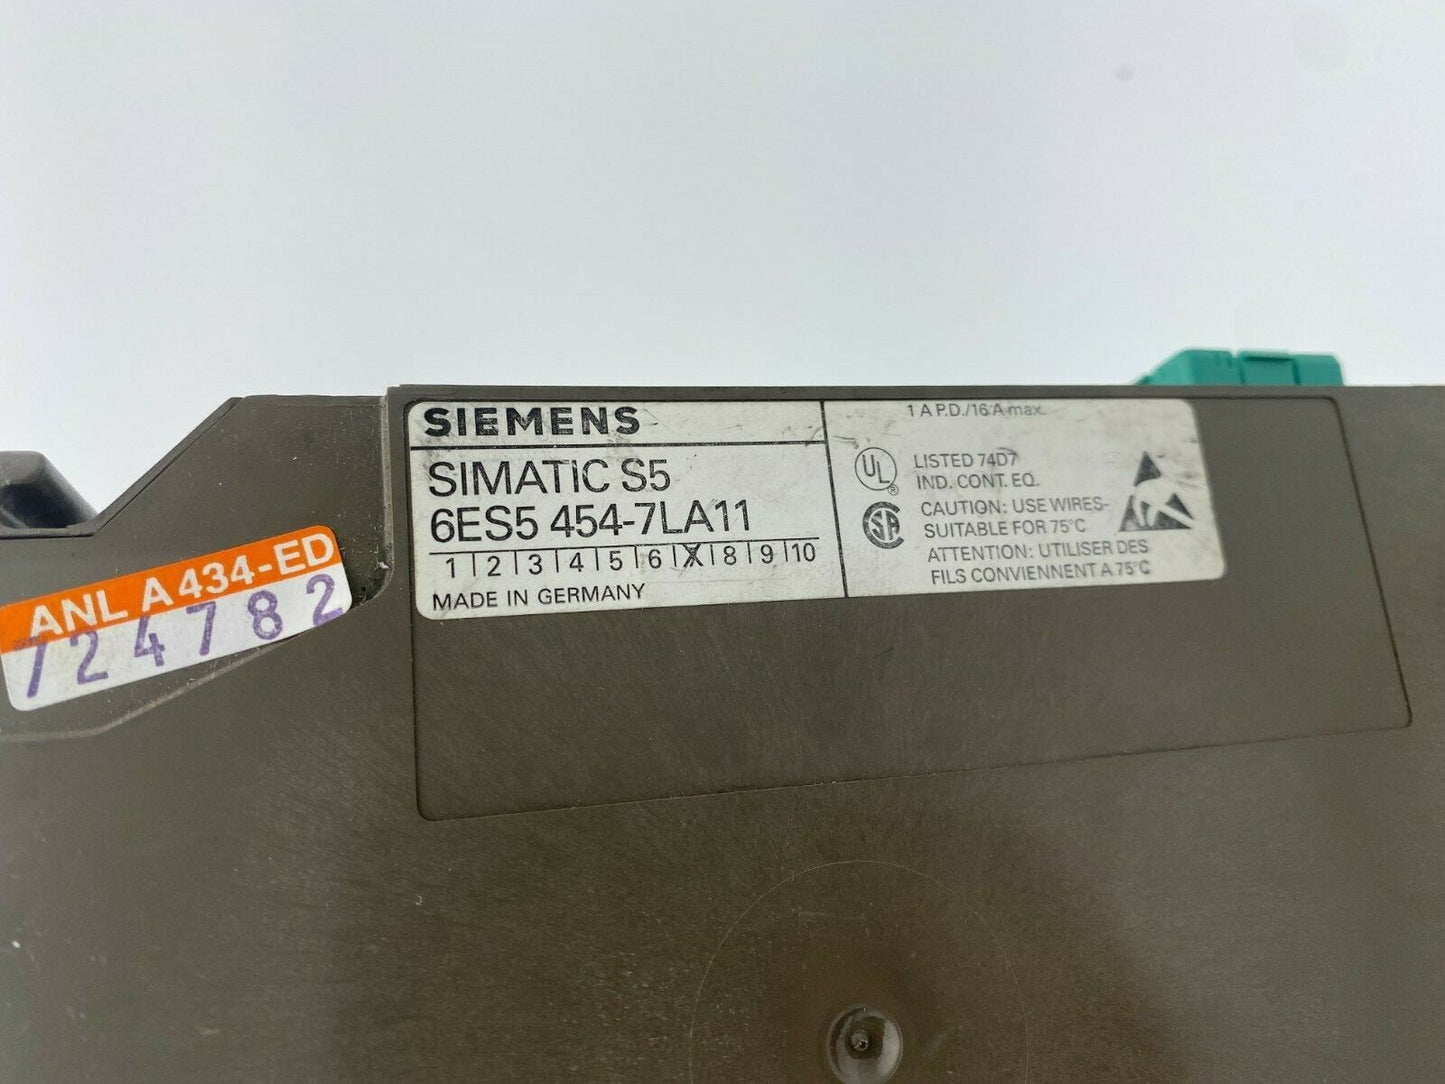 SIEMENS
SIMATIC S5
6ES5 454-7LA11
1 | 2 | 3 | 4 | 5 | 6 | X | 8 | 9 | 10
MADE IN GERMANY
1 A P.D./16 A max.
UL
®
LISTED 74D7
IND. CONT. EQ.
SA
CAUTION: USE WIRES-
SUITABLE FOR 75°C
ATTENTION: UTILISER DES
FILS CONVIENNENT A 75°C
ANL A 434-ED
724782